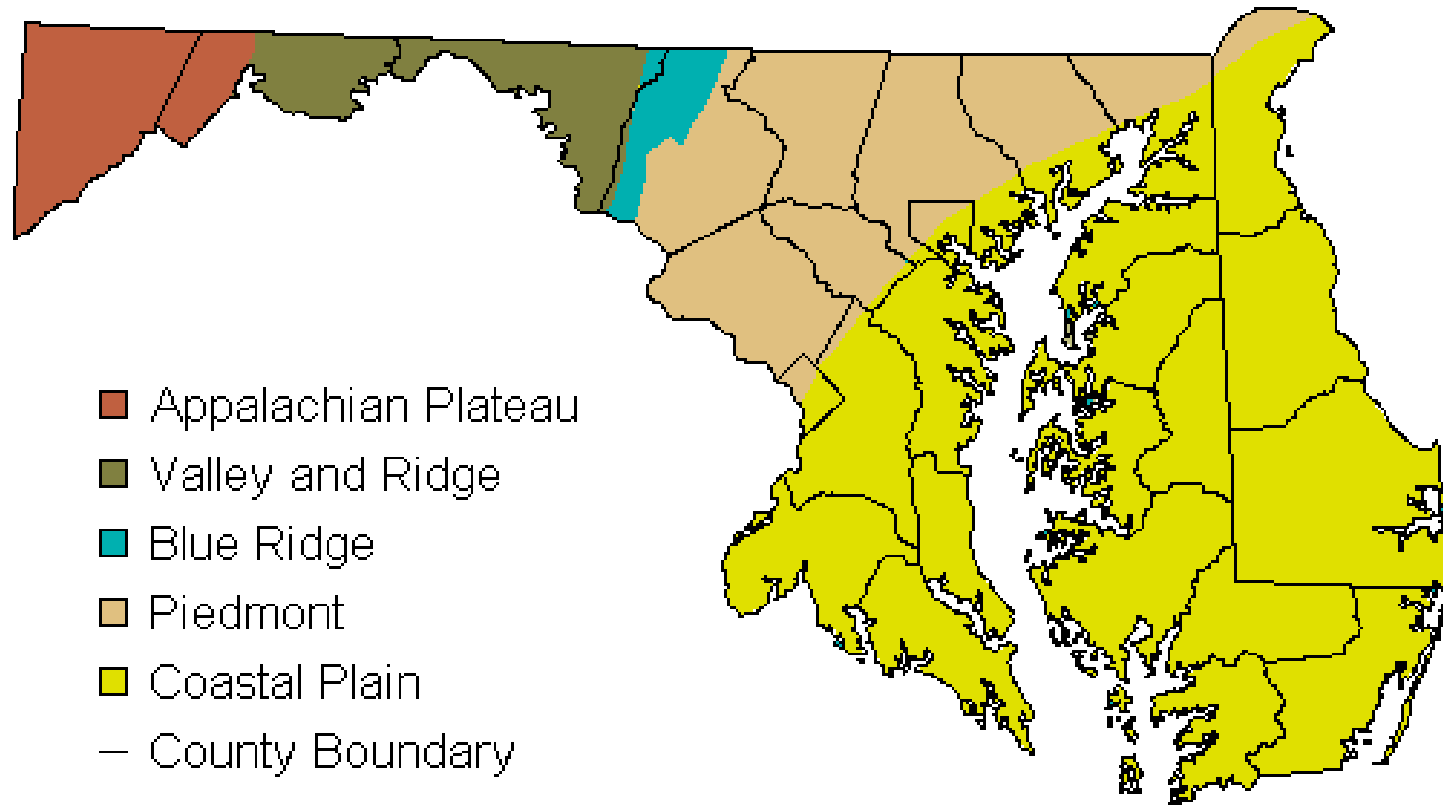 Appalachian Plateau
Valley and Ridge
Blue Ridge
Piedmont
Coastal Plain
County Boundary